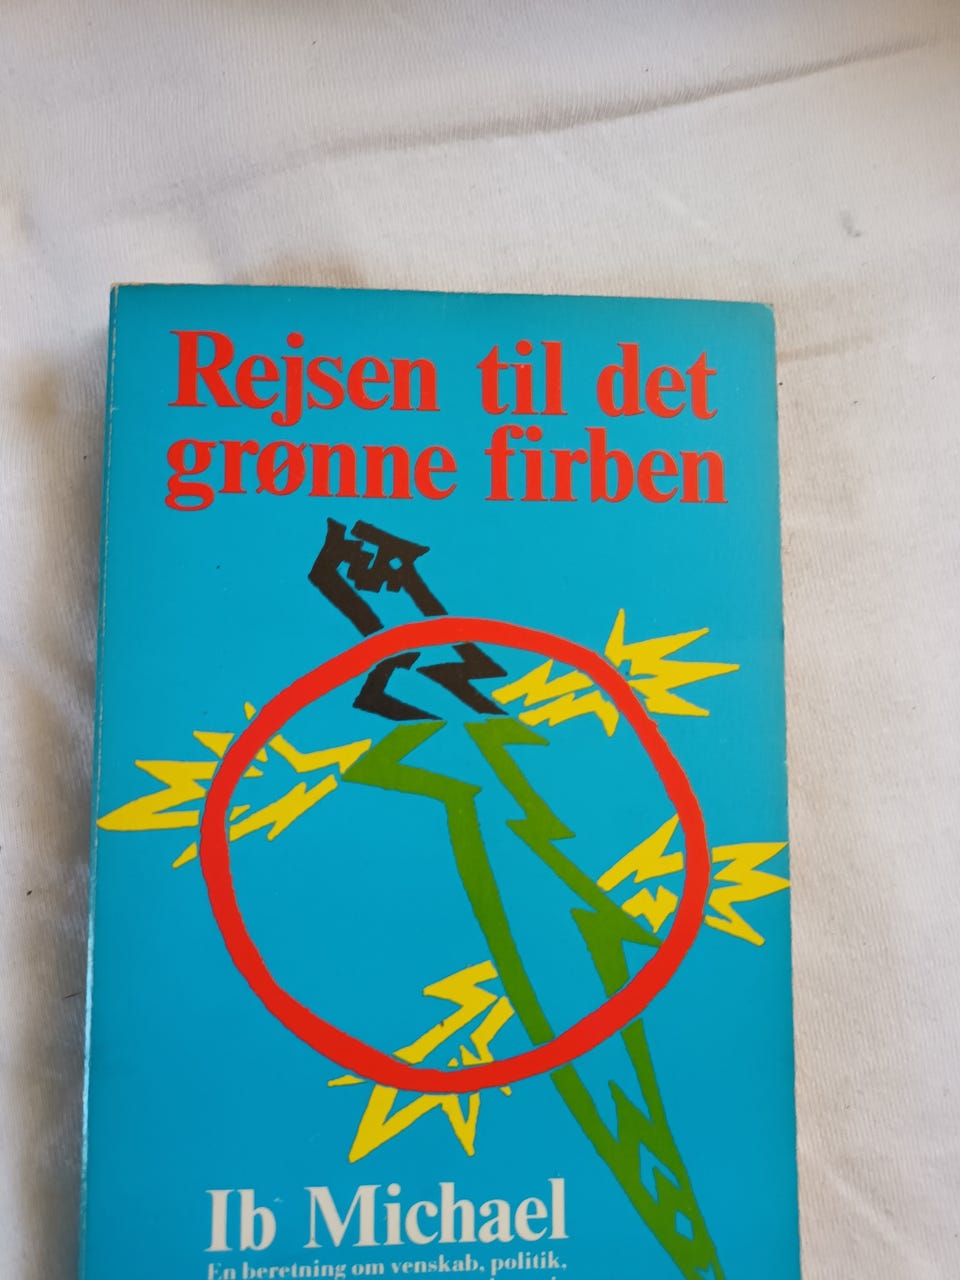 Rejsen til det
grønne firben
Ib Michael
En beretning om venskab, politik,